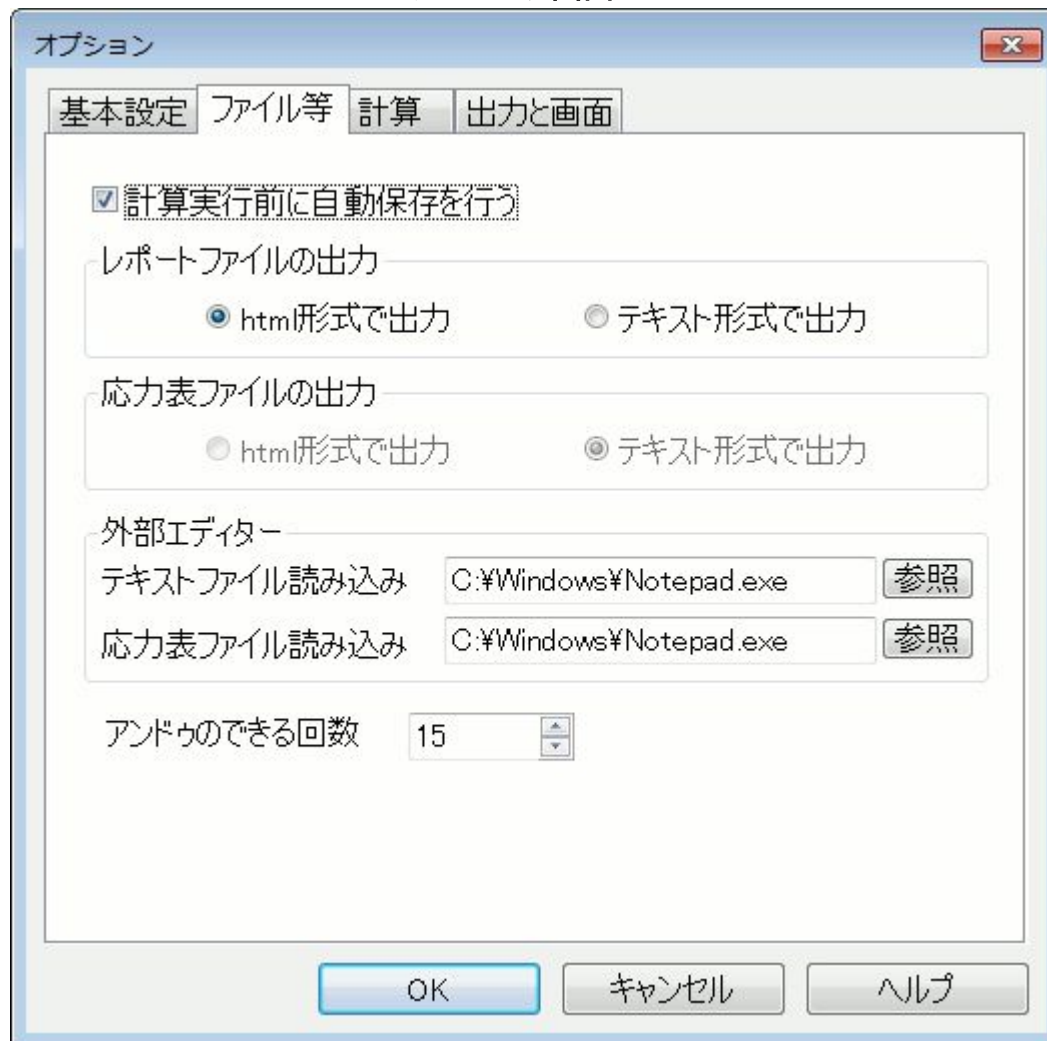 オプション
基本設定 ファイル等 計算 出力と画面
計算実行前に自動保存を行う
レポートファイルの出力
html形式で出力 テキスト形式で出力
応力表ファイルの出力
html形式で出力 テキスト形式で出力
外部エディター
テキストファイル読み込み C:¥Windows¥Notepad.exe 参照
応力表ファイル読み込み C:¥Windows¥Notepad.exe 参照
アンドゥのできる回数 15
OK キャンセル ヘルプ